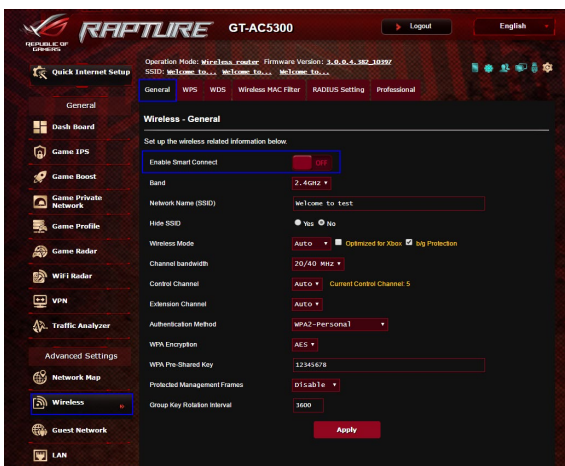 REPUBLIC OF
GAMERS
RAPTURE GT-AC5300 Logout English
Quick Internet Setup
Operation Mode: Wireless router Firmware Version: 3.0.0.4.382_10397
SSID: Welcome to... Welcome to... Welcome to...
General WPS WDS Wireless MAC Filter RADIUS Setting Professional
General
Dash Board
Game IPS
Game Boost
Game Private
Network
Game Profile
Game Radar
WiFi Radar
VPN
Traffic Analyzer
Advanced Settings
Network Map
Wireless
Guest Network
LAN
Wireless - General
Set up the wireless related information below.
Enable Smart Connect OFF
Band 2.4GHz
Network Name (SSID) Welcome to test
Hide SSID Yes No
Wireless Mode Auto Optimized for Xbox b/g Protection
Channel bandwidth 20/40 MHz
Control Channel Auto Current Control Channel: 5
Extension Channel Auto
Authentication Method WPA2-Personal
WPA Encryption AES
WPA Pre-Shared Key 12345678
Protected Management Frames Disable
Group Key Rotation Interval 3600
Apply